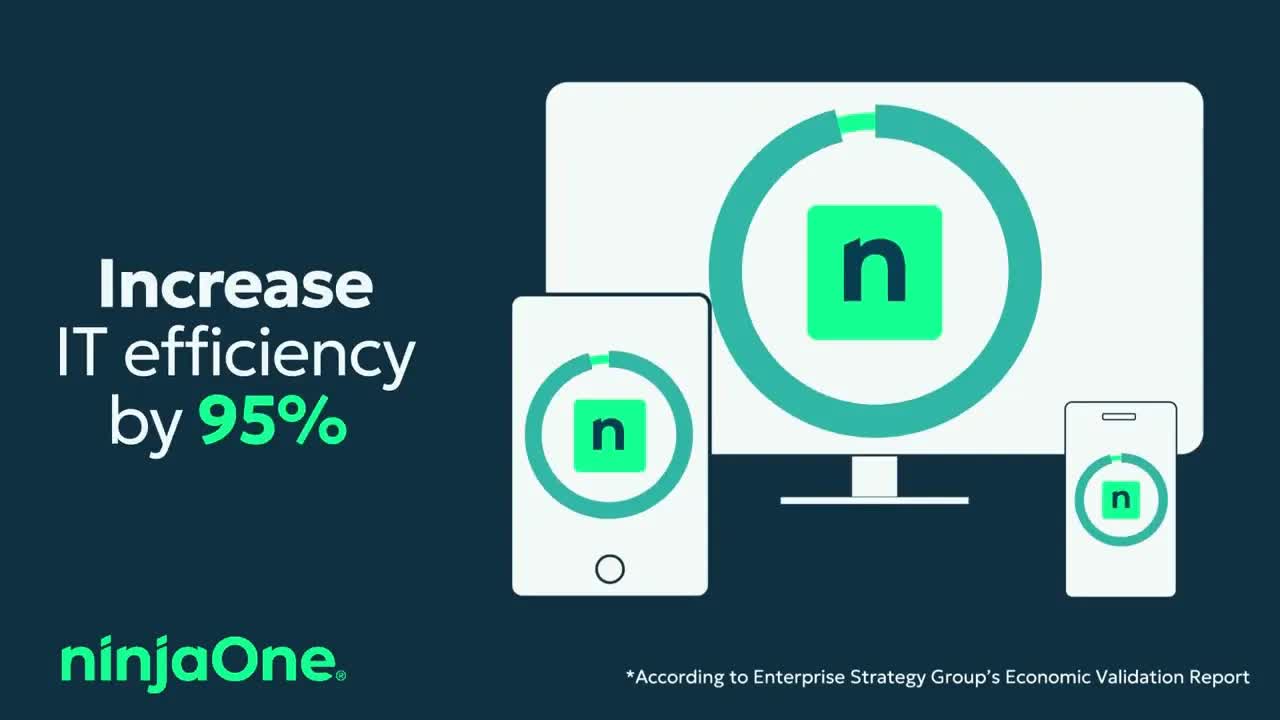 Increase
IT efficiency
by 95%
n
n
n
ninjaOne®
*According to Enterprise Strategy Group's Economic Validation Report